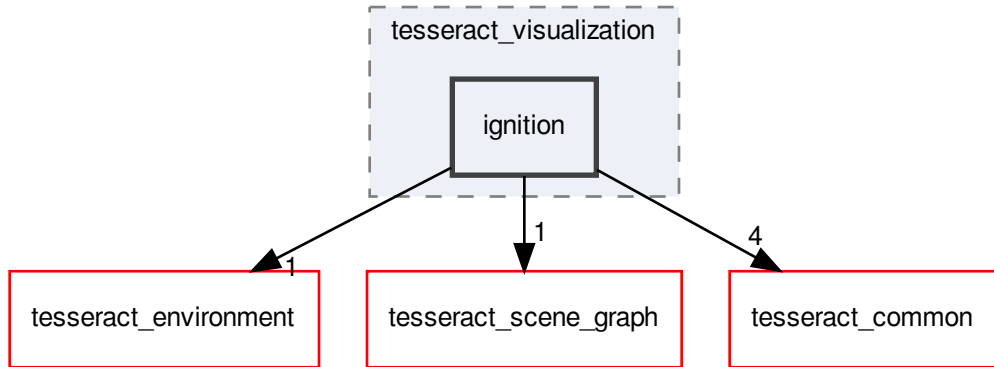 tesseract_visualization
ignition
1
1
4
tesseract_environment
tesseract_scene_graph
tesseract_common